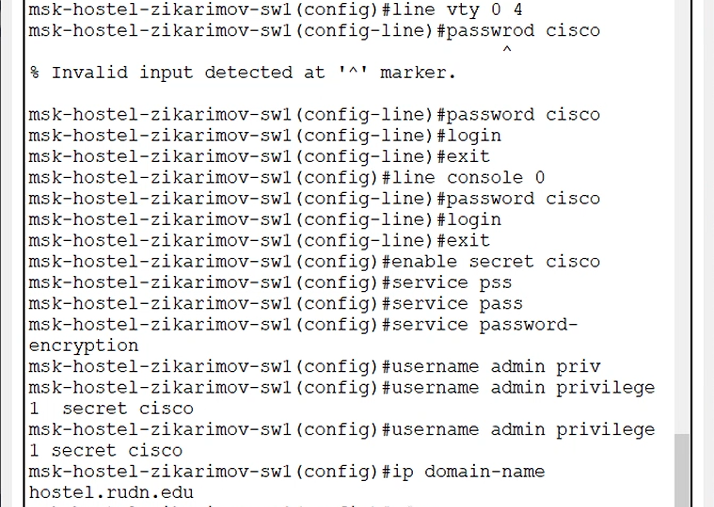 msk-hostel-zikarimov-sw1(config)#line vty 0 4
msk-hostel-zikarimov-sw1(config-line)#passwrod cisco
^
% Invalid input detected at '^' marker.
msk-hostel-zikarimov-sw1(config-line)#password cisco
msk-hostel-zikarimov-sw1(config-line)#login
msk-hostel-zikarimov-sw1(config-line)#exit
msk-hostel-zikarimov-sw1(config)#line console 0
msk-hostel-zikarimov-sw1(config-line)#password cisco
msk-hostel-zikarimov-sw1(config-line)#login
msk-hostel-zikarimov-sw1(config-line)#exit
msk-hostel-zikarimov-sw1(config)#enable secret cisco
msk-hostel-zikarimov-sw1(config)#service pss
msk-hostel-zikarimov-sw1(config)#service pass
msk-hostel-zikarimov-sw1(config)#service password-
encryption
msk-hostel-zikarimov-sw1(config)#username admin priv
msk-hostel-zikarimov-sw1(config)#username admin privilege
1  secret cisco
msk-hostel-zikarimov-sw1(config)#username admin privilege
1 secret cisco
msk-hostel-zikarimov-sw1(config)#ip domain-name
hostel.rudn.edu